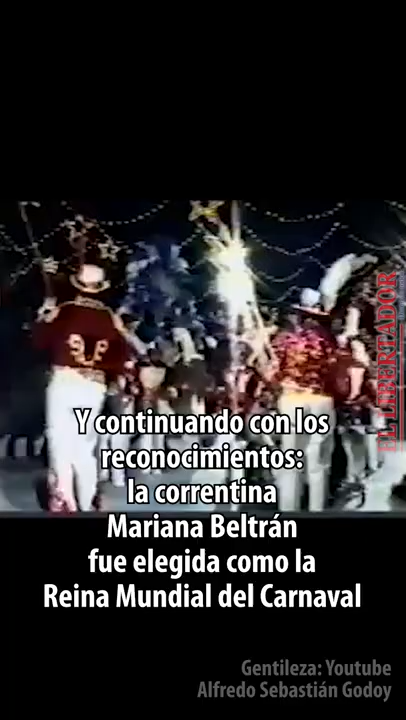 EL LIBERTADOR
Y continuando con los
reconocimientos:
la correntina
Mariana Beltrán
fue elegida como la
Reina Mundial del Carnaval
Gentileza: Youtube
Alfredo Sebastián Godoy